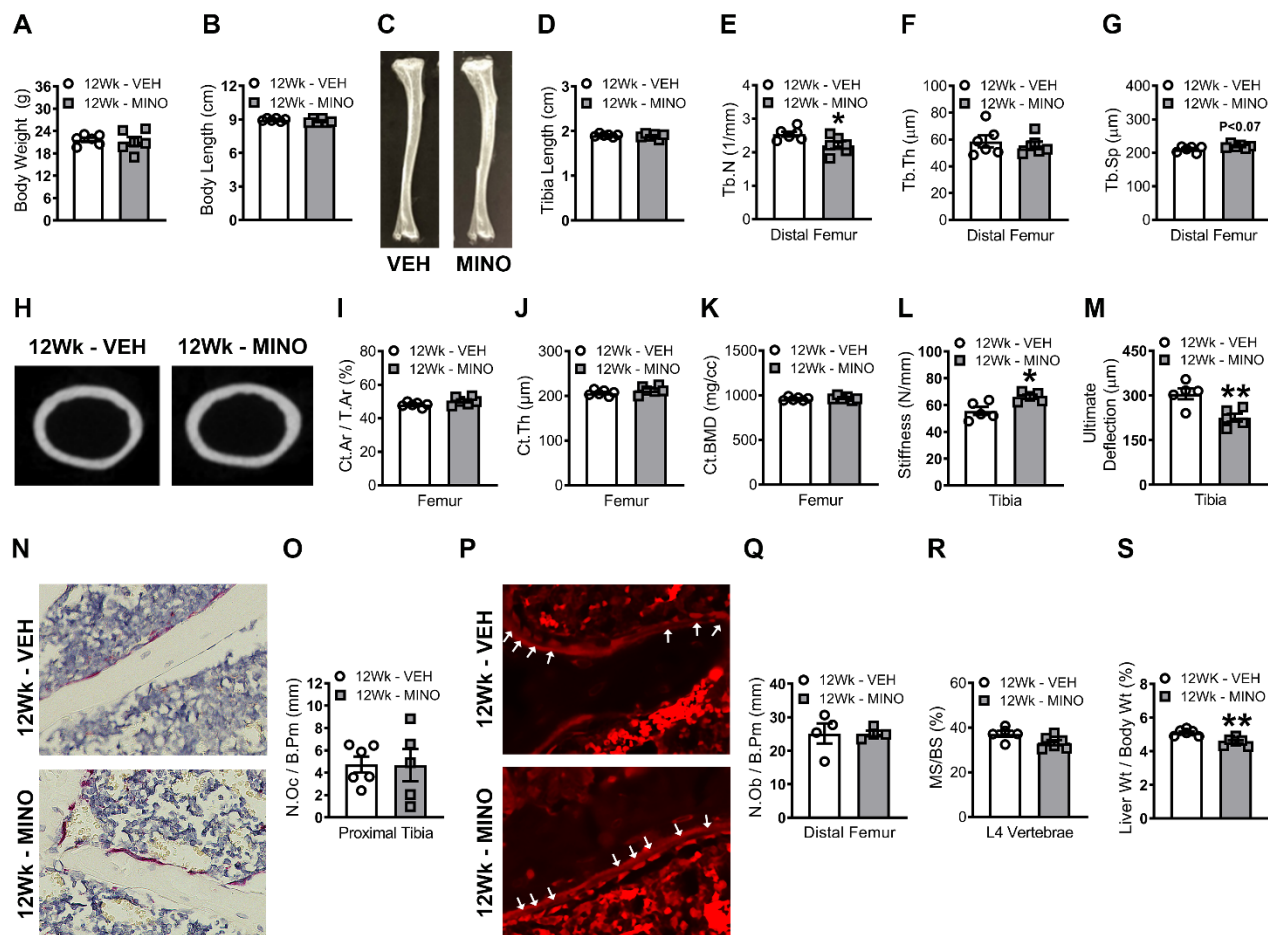 A
12Wk - VEH
12Wk - MINO
Body Weight (g)
36
30
24
18
12
6
0
B
12Wk - VEH
12Wk - MINO
Body Length (cm)
12
9
6
3
0
C
VEH
MINO
D
12Wk - VEH
12Wk - MINO
Tibia Length (cm)
3
2
1
0
E
12Wk - VEH
12Wk - MINO
Tb.N (1/mm)
4
3
2
1
0
*
Distal Femur
F
12Wk - VEH
12Wk - MINO
Tb.Th (µm)
100
80
60
40
20
0
Distal Femur
G
12Wk - VEH
12Wk - MINO
P<0.07
Tb.Sp (µm)
400
300
200
100
0
Distal Femur
H
12Wk - VEH
12Wk - MINO
I
12Wk - VEH
12Wk - MINO
Ct.Ar / T.Ar (%)
80
60
40
20
0
Femur
J
12Wk - VEH
12Wk - MINO
Ct.Th (µm)
300
200
100
0
Femur
K
12Wk - VEH
12Wk - MINO
Ct.BMD (mg/cc)
1500
1000
500
0
Femur
L
12Wk - VEH
12Wk - MINO
Stiffness (N/mm)
100
80
60
40
20
0
*
Tibia
M
12Wk - VEH
12Wk - MINO
Ultimate
Deflection (µm)
450
300
150
0
**
Tibia
N
12Wk - VEH
12Wk - MINO
O
12Wk - VEH
12Wk - MINO
N.Oc / B.Pm (mm)
12
10
8
6
4
2
0
Proximal Tibia
P
12Wk - VEH
12Wk - MINO
Q
12Wk - VEH
12Wk - MINO
N.Ob / B.Pm (mm)
40
30
20
10
0
Distal Femur
R
12Wk - VEH
12Wk - MINO
MS/BS (%)
60
40
20
0
L4 Vertebrae
S
12WK - VEH
12Wk - MINO
Liver Wt / Body Wt (%)
8
6
4
2
0
**